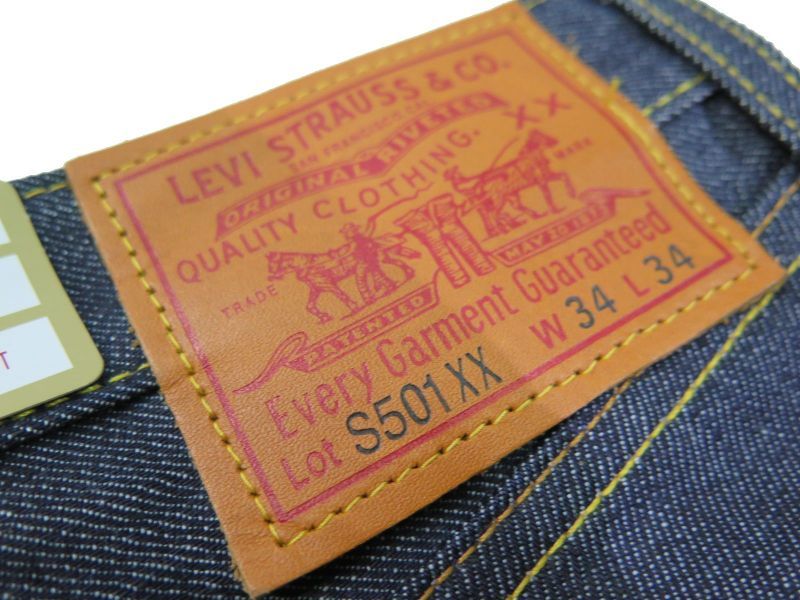 LEVI STRAUSS & CO.
SAN FRANCISCO CAL.
ORIGINAL RIVETED
QUALITY CLOTHING. XX
TRADE MARK
PATENTED MAY 20 1873
Every Garment Guaranteed
Lot S501XX W 34 L 34
T